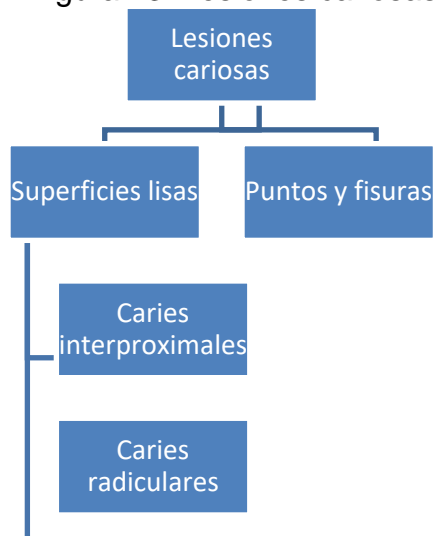 Lesiones
cariosas
Superficies lisas
Puntos y fisuras
Caries
interproximales
Caries
radiculares